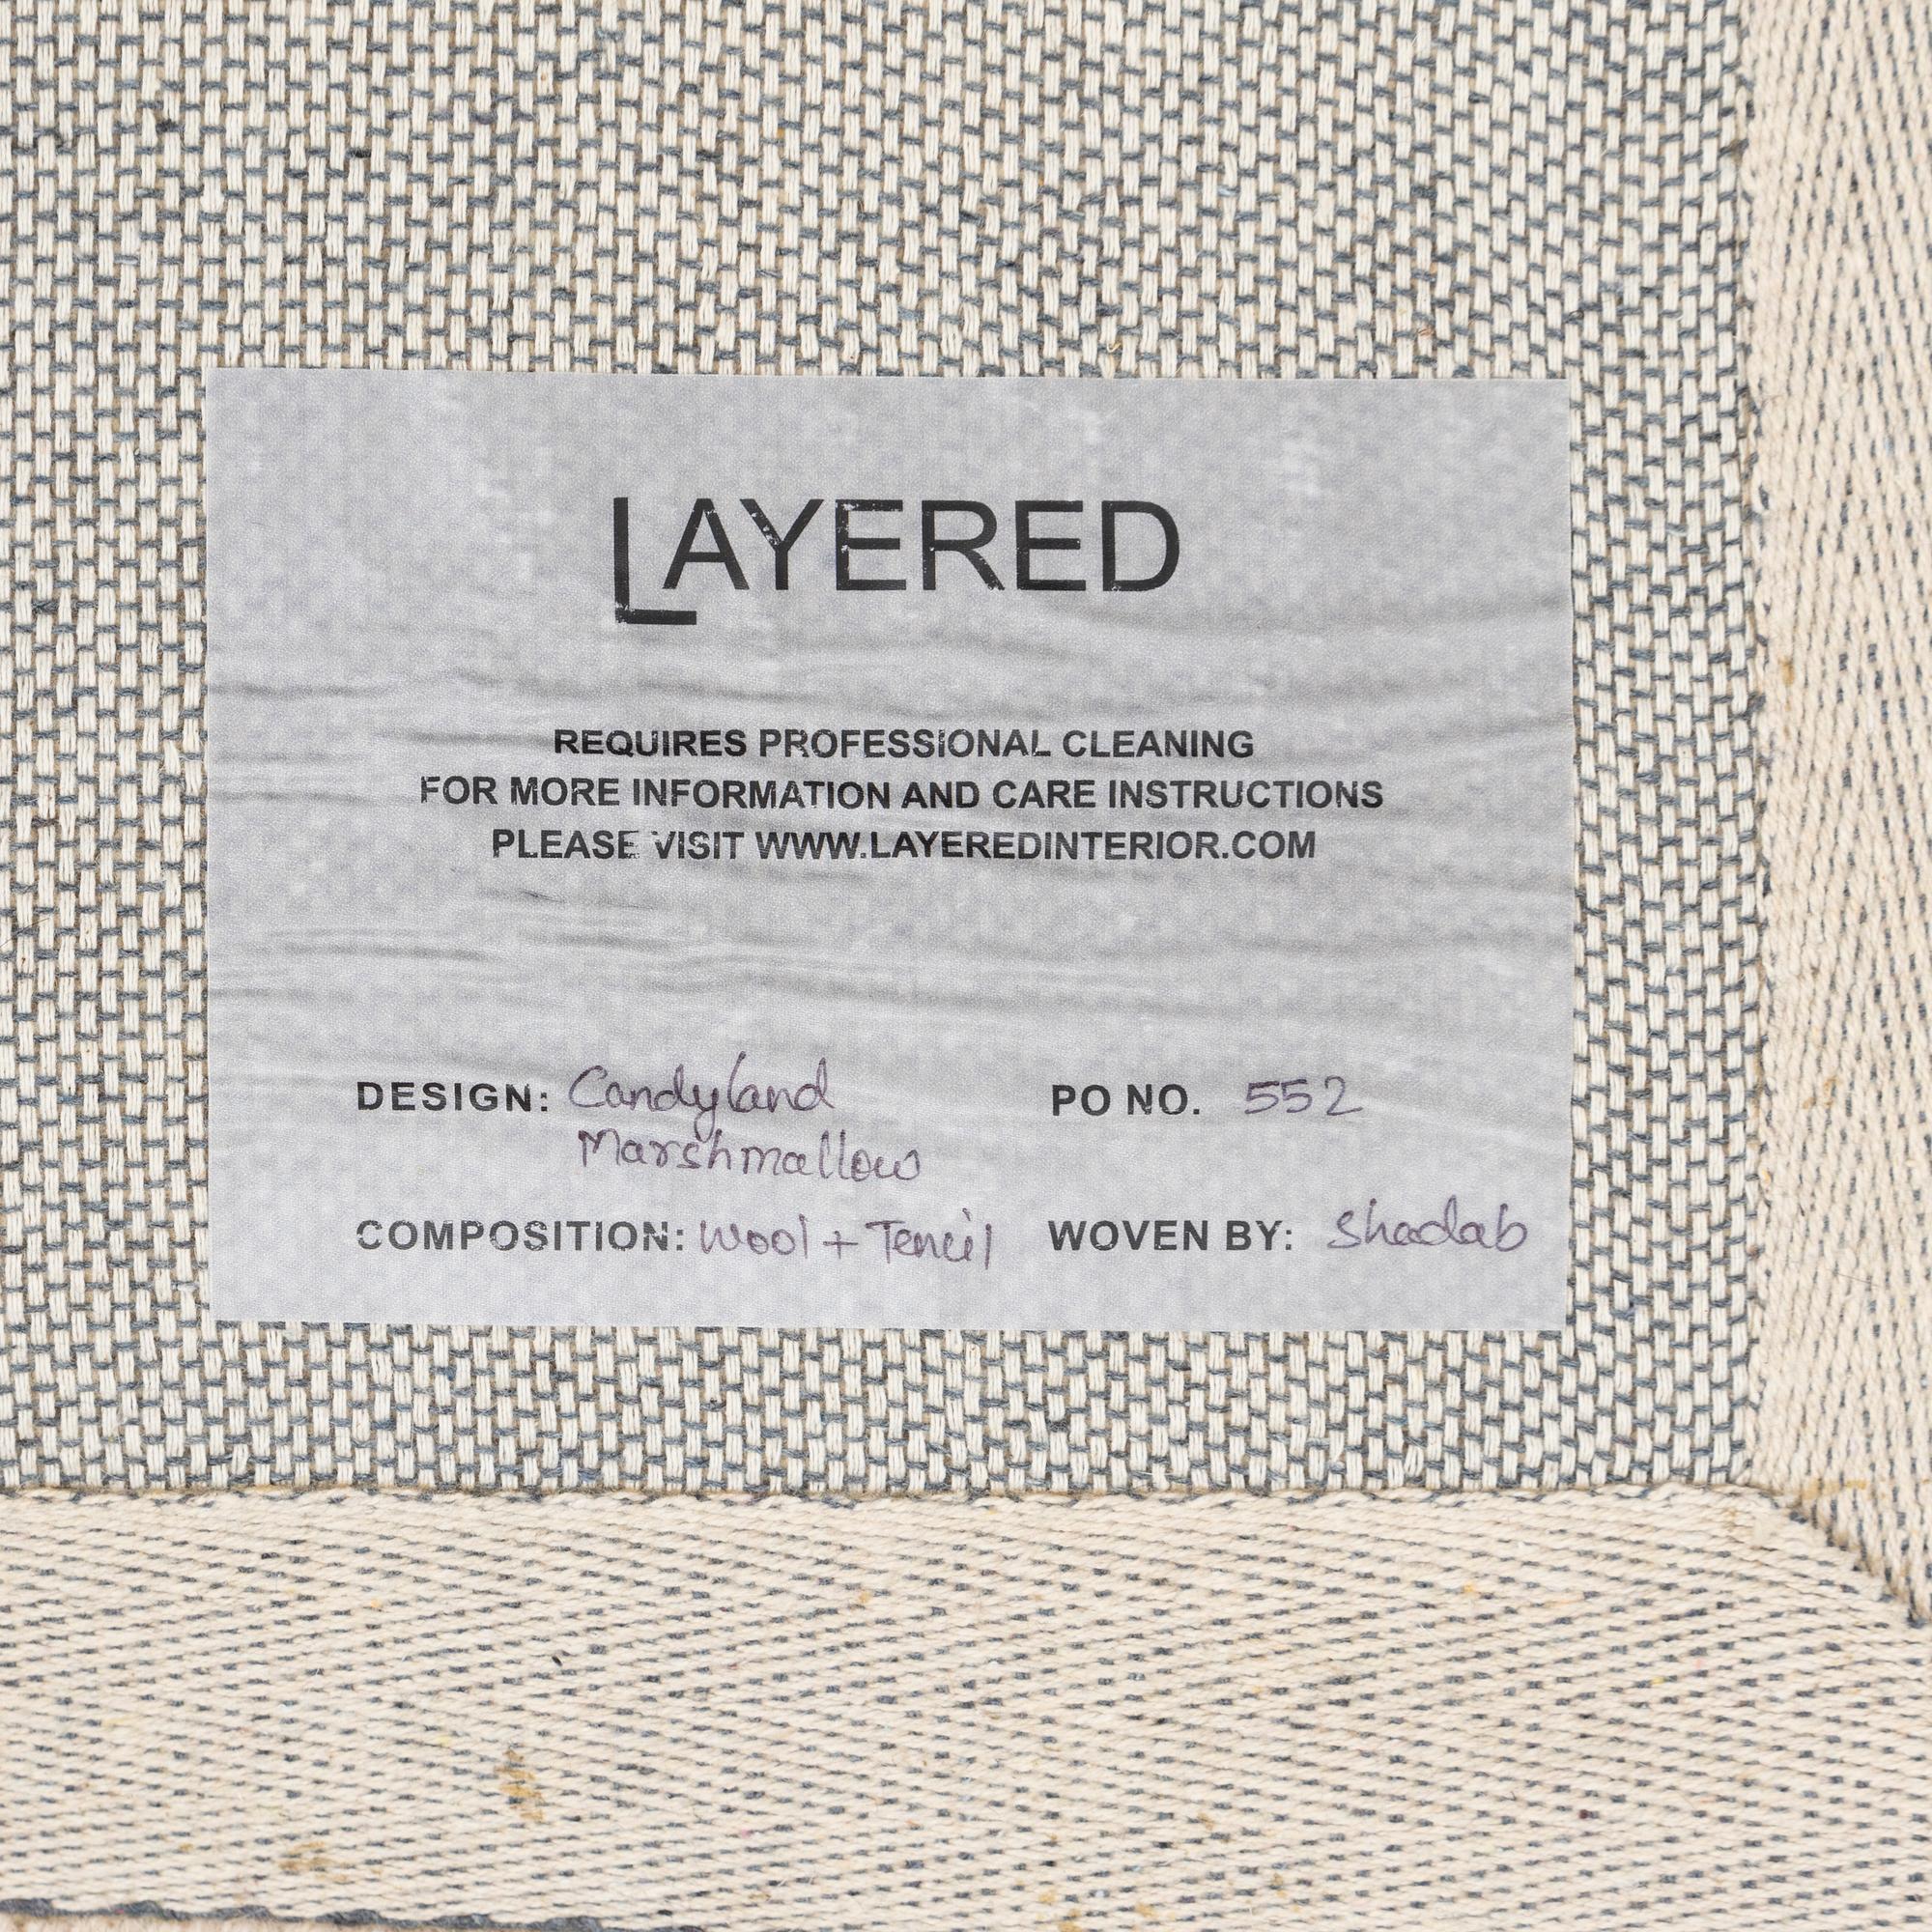 LAYERED
REQUIRES PROFESSIONAL CLEANING
FOR MORE INFORMATION AND CARE INSTRUCTIONS
PLEASE VISIT WWW.LAYEREDINTERIOR.COM
DESIGN: Candyland PO NO. 552
Marshmallow
COMPOSITION: Wool + Tencil WOVEN BY: Shadab